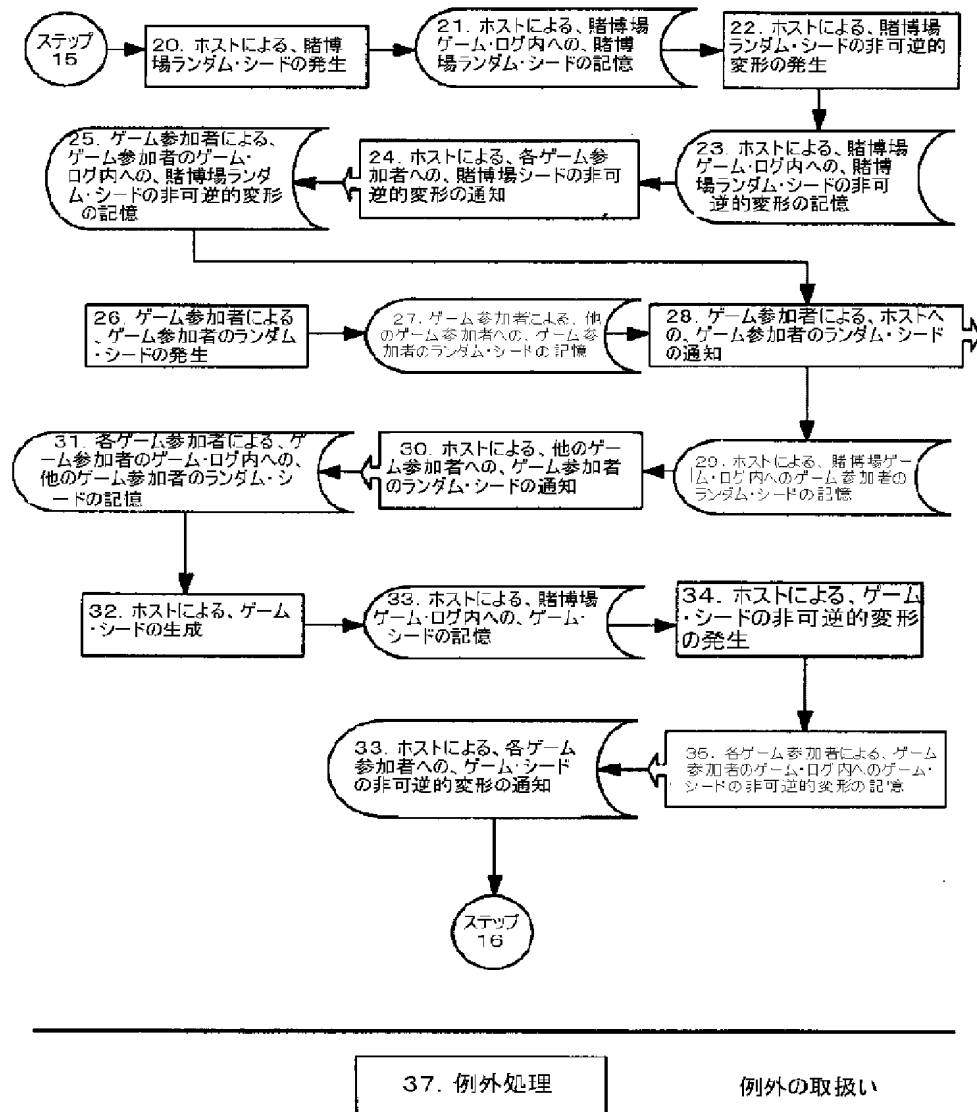 ステップ
15
20. ホストによる、賭博
場ランダム・シードの発生
21. ホストによる、賭博場
ゲーム・ログ内への、賭博
場ランダム・シードの記憶
22. ホストによる、賭博場
ランダム・シードの非可逆的
変形の発生
25. ゲーム参加者による、
ゲーム参加者のゲーム・
ログ内への、賭博場ランダ
ム・シードの非可逆的変形
の記憶
24. ホストによる、各ゲーム参
加者への、賭博場シードの非可
逆的変形の通知
23. ホストによる、賭博場
ゲーム・ログ内への、賭博
場ランダム・シードの非可
逆的変形の記憶
26. ゲーム参加者による
、ゲーム参加者のランダム
・シードの発生
27. ゲーム参加者による、他
のゲーム参加者への、ゲーム参加
者のランダム・シードの記憶
28. ゲーム参加者による、ホスト
への、ゲーム参加者のランダム・シード
の通知
31. 各ゲーム参加者による、ゲ
ーム参加者のゲーム・ログ内への、
他のゲーム参加者のランダム・シ
ードの記憶
30. ホストによる、他のゲー
ム参加者への、ゲーム参加者
のランダム・シードの通知
29. ホストによる、賭博場ゲー
ム・ログ内へのゲーム参加者の
ランダム・シードの記憶
32. ホストによる、ゲーム
・シードの生成
33. ホストによる、賭博場
ゲーム・ログ内への、ゲーム・
シードの記憶
34. ホストによる、ゲーム
・シードの非可逆的変形
の発生
33. ホストによる、各ゲーム
参加者への、ゲーム・シード
の非可逆的変形の通知
35. 各ゲーム参加者による、ゲーム
参加者のゲーム・ログ内へのゲーム・
シードの非可逆的変形の記憶
ステップ
16
37. 例外処理
例外の取扱い